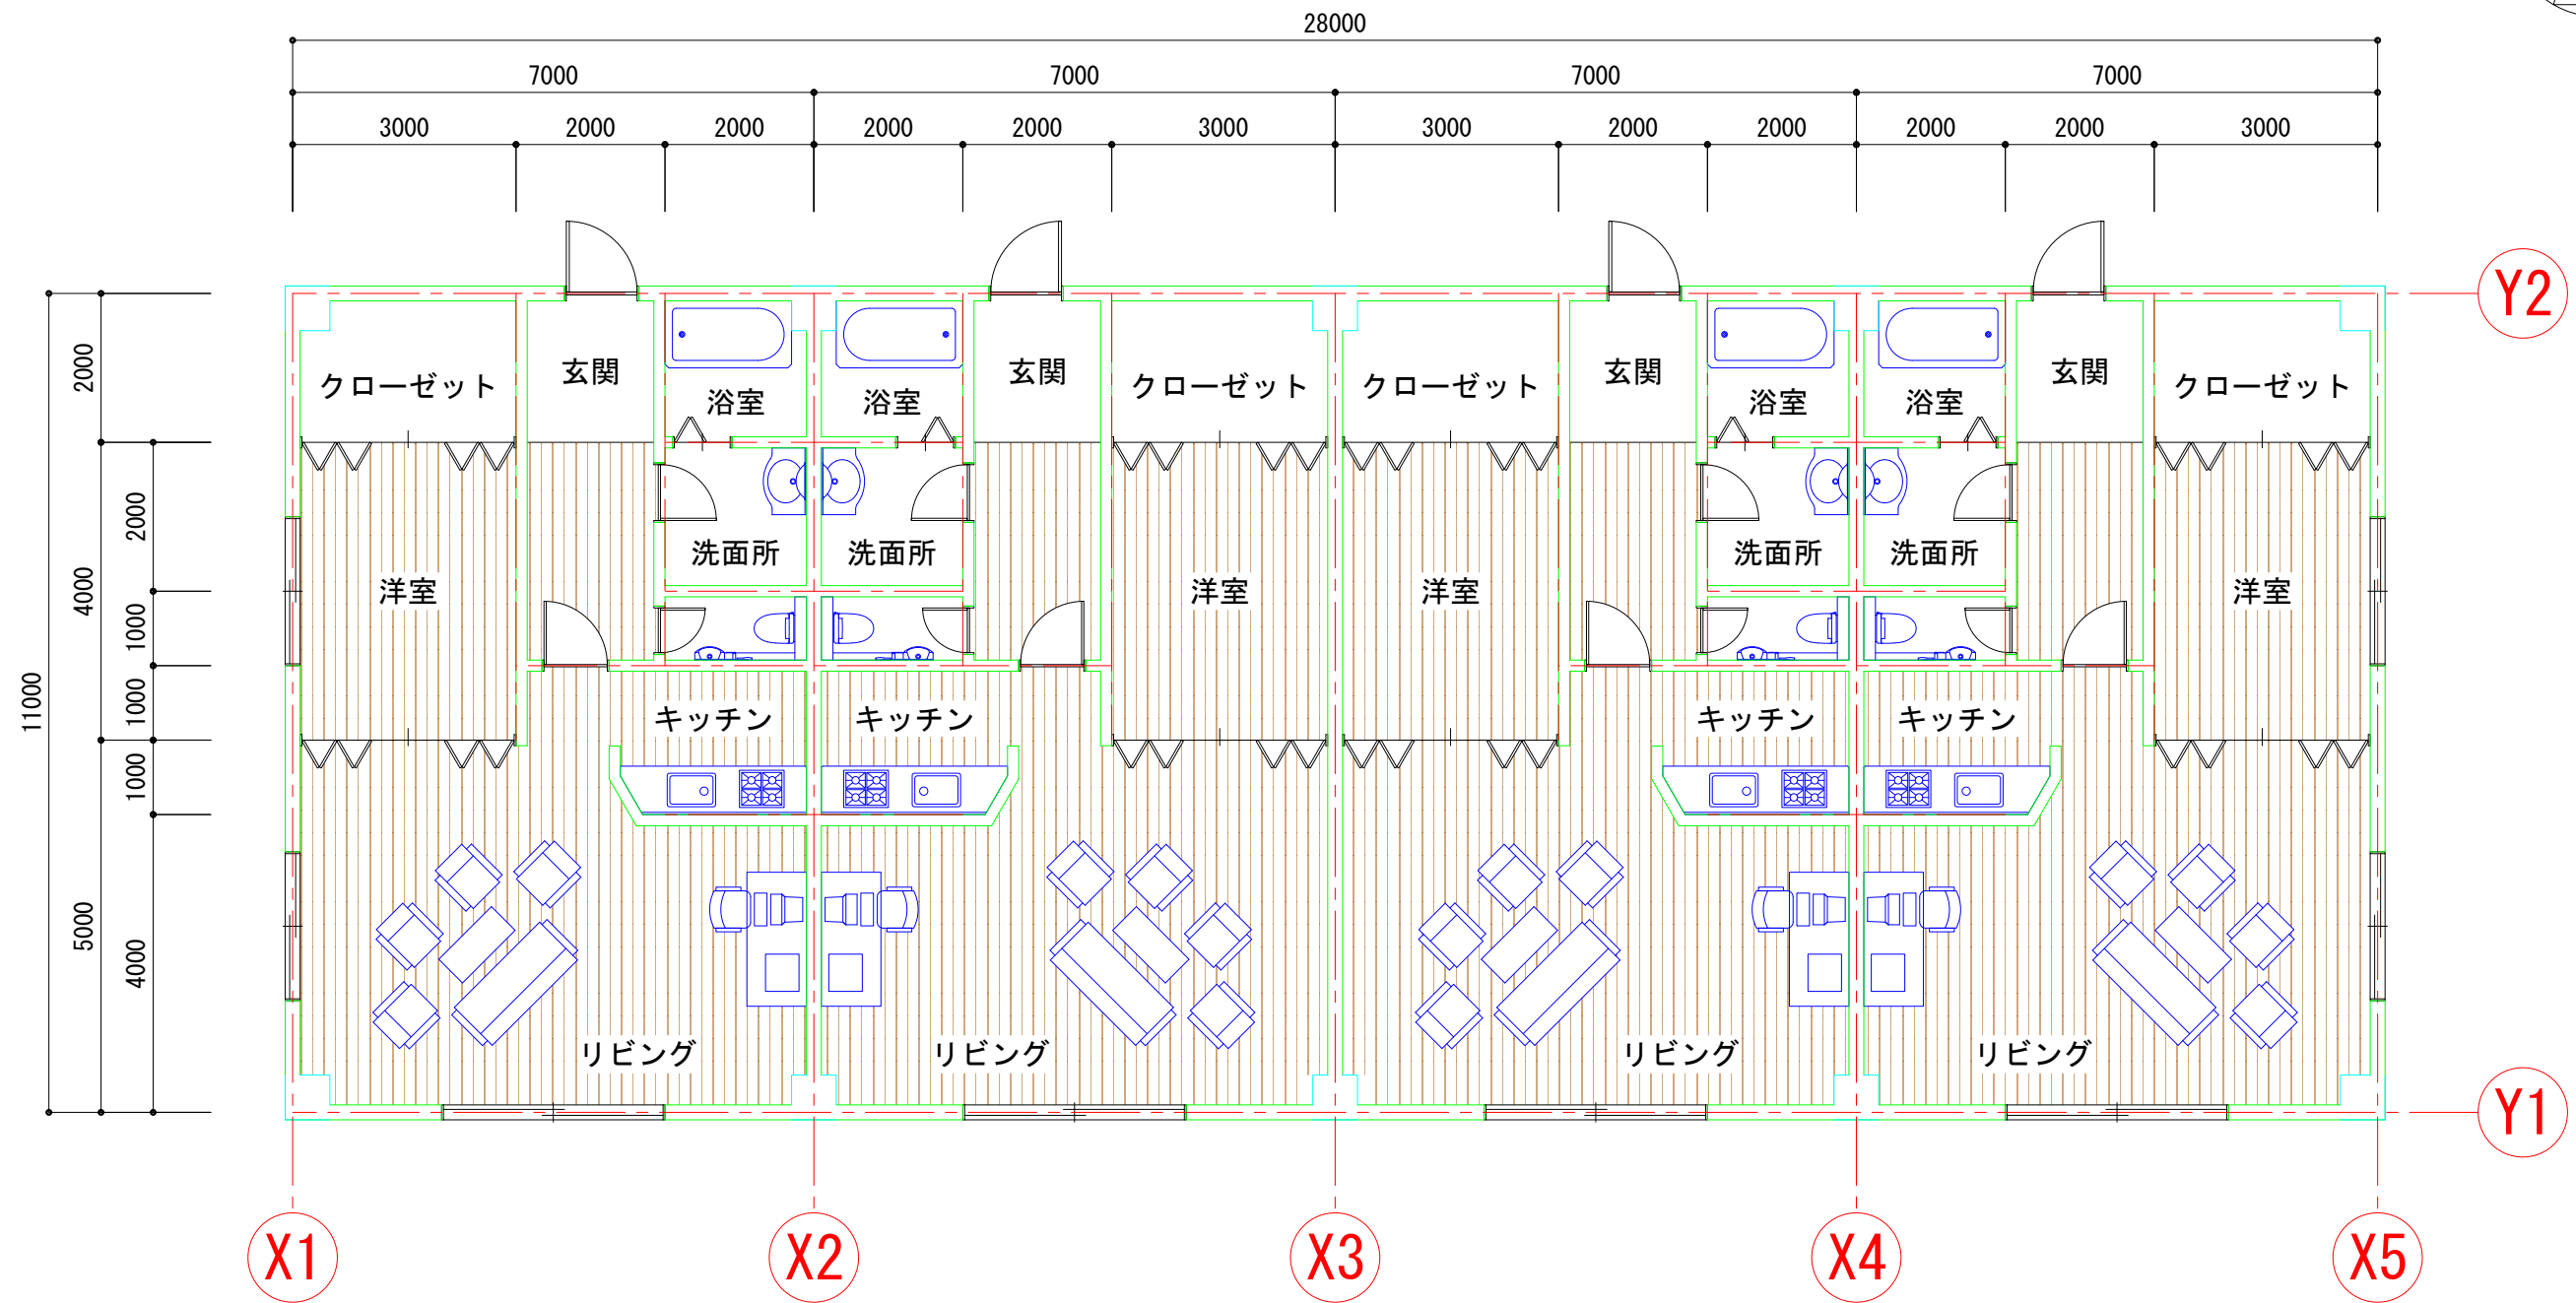 28000
7000 7000 7000 7000
3000 2000 2000 2000 2000 3000 3000 2000 2000 2000 2000 3000
Y2
2000
クローゼット 玄関 浴室 浴室 玄関 クローゼット クローゼット 玄関 浴室 浴室 玄関 クローゼット
2000
洗面所 洗面所 洗面所 洗面所
4000
洋室 洋室 洋室 洋室
1000
11000
1000
キッチン キッチン キッチン キッチン
1000
5000
4000
リビング リビング リビング リビング
Y1
X1 X2 X3 X4 X5